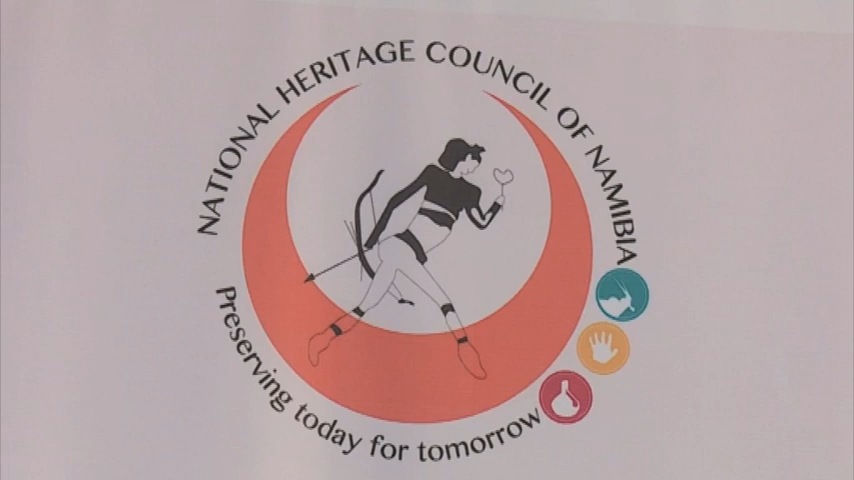 NATIONAL HERITAGE COUNCIL OF NAMIBIA
Preserving today for tomorrow